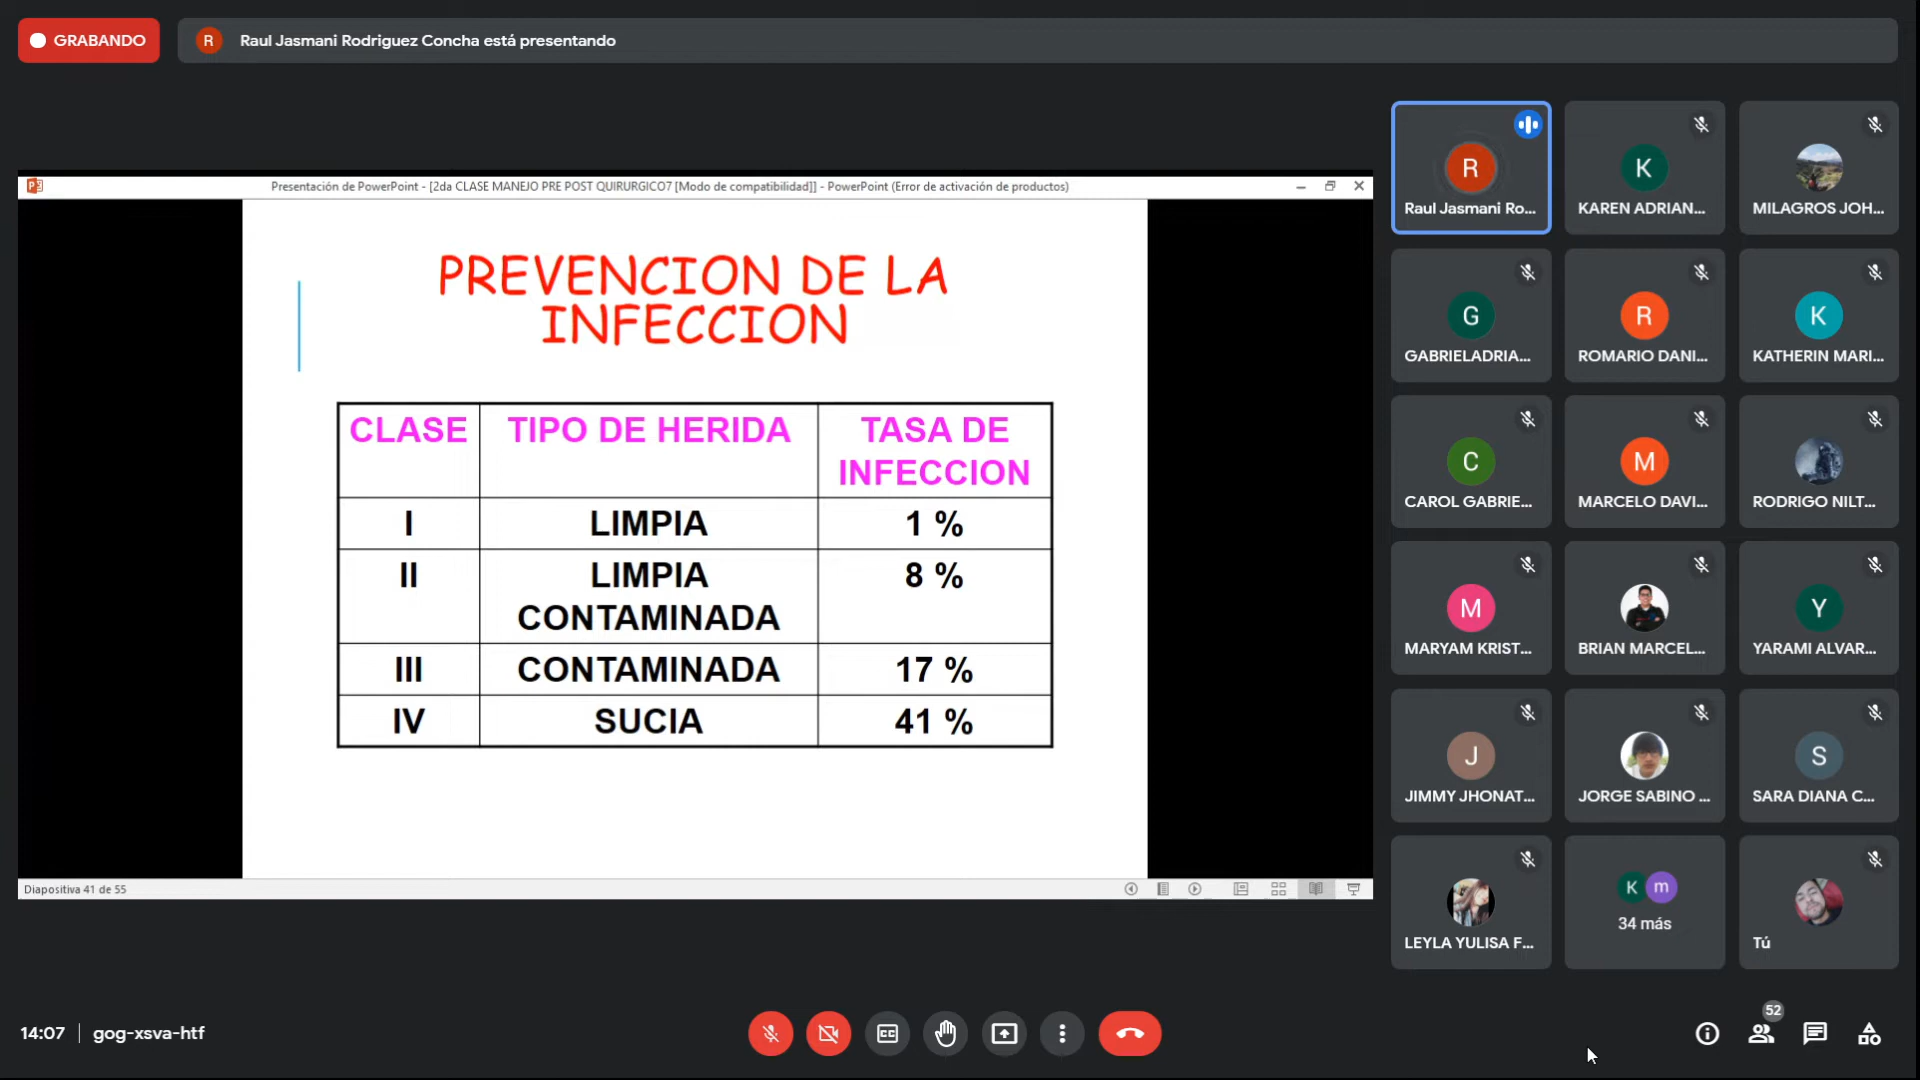 GRABANDO
R
Raul Jasmani Rodriguez Concha está presentando
Presentación de PowerPoint - [2da CLASE MANEJO PRE POST QUIRURGICO7 [Modo de compatibilidad]] - PowerPoint (Error de activación de productos)
PREVENCION DE LA
INFECCION
CLASE TIPO DE HERIDA TASA DE
INFECCION
I LIMPIA 1 %
II LIMPIA 8 %
CONTAMINADA
III CONTAMINADA 17 %
IV SUCIA 41 %
Diapositiva 41 de 55
R K
Raul Jasmani Ro... KAREN ADRIAN... MILAGROS JOH...
G R K
GABRIELADRIA... ROMARIO DANI... KATHERIN MARI...
C M
CAROL GABRIE... MARCELO DAVI... RODRIGO NILT...
M Y
MARYAM KRIST... BRIAN MARCEL... YARAMI ALVAR...
J S
JIMMY JHONAT... JORGE SABINO ... SARA DIANA C...
K m
34 más
LEYLA YULISA F... Tú
14:07 gog-xsva-htf
CC
52